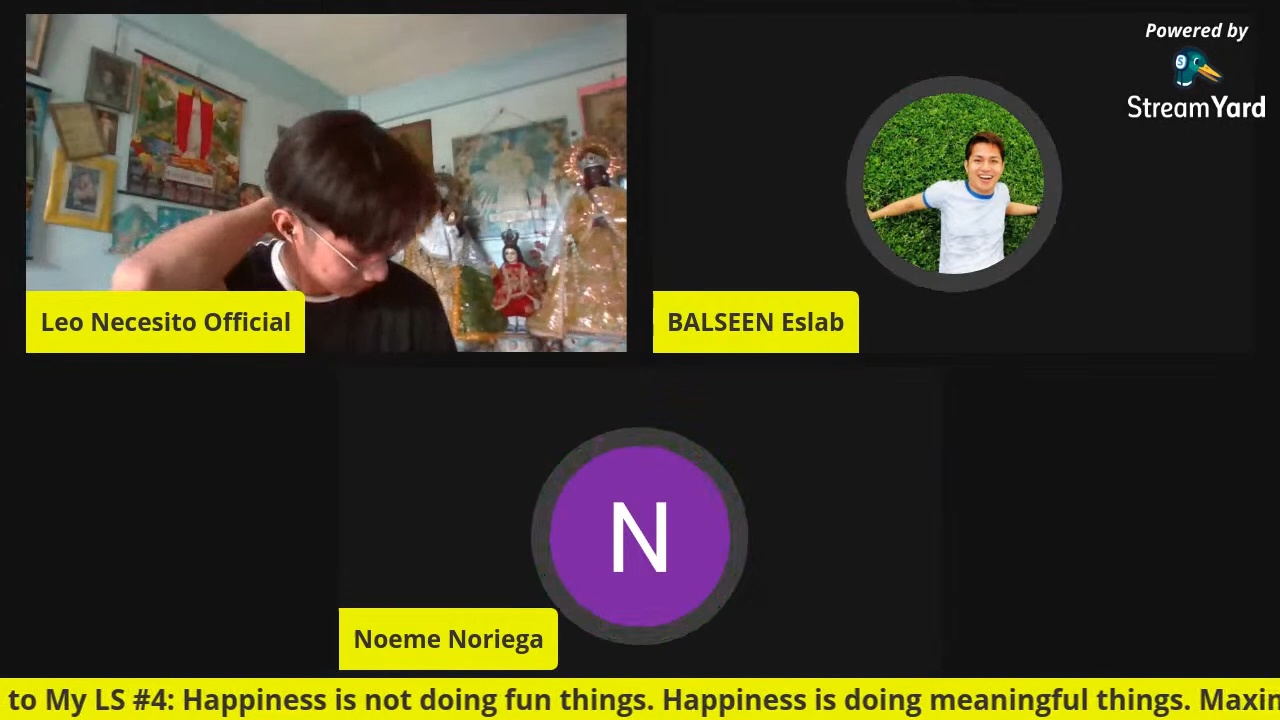 Powered by
StreamYard
Leo Necesito Official
BALSEEN Eslab
N
Noeme Noriega
to My LS #4: Happiness is not doing fun things. Happiness is doing meaningful things. Maxim